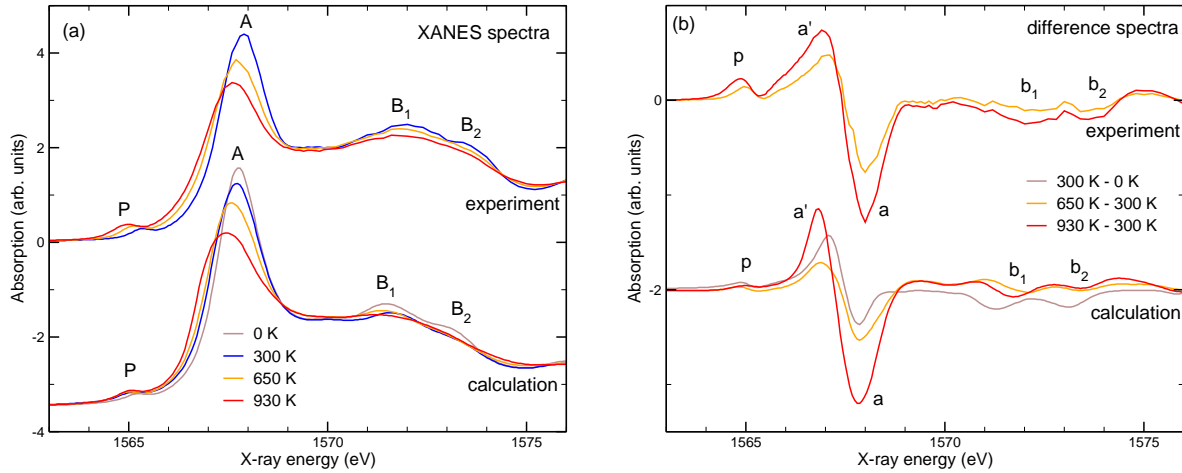 (a)
XANES spectra
A
B1
B2
P
experiment
A
B1
B2
P
0 K
300 K
650 K
930 K
calculation
4
2
0
-2
-4
1565
1570
1575
X-ray energy (eV)
Absorption (arb. units)
(b)
difference spectra
a'
p
b1
b2
experiment
a
300 K - 0 K
650 K - 300 K
930 K - 300 K
a'
p
b1
b2
calculation
a
0
-2
1565
1570
1575
X-ray energy (eV)
Absorption (arb. units)